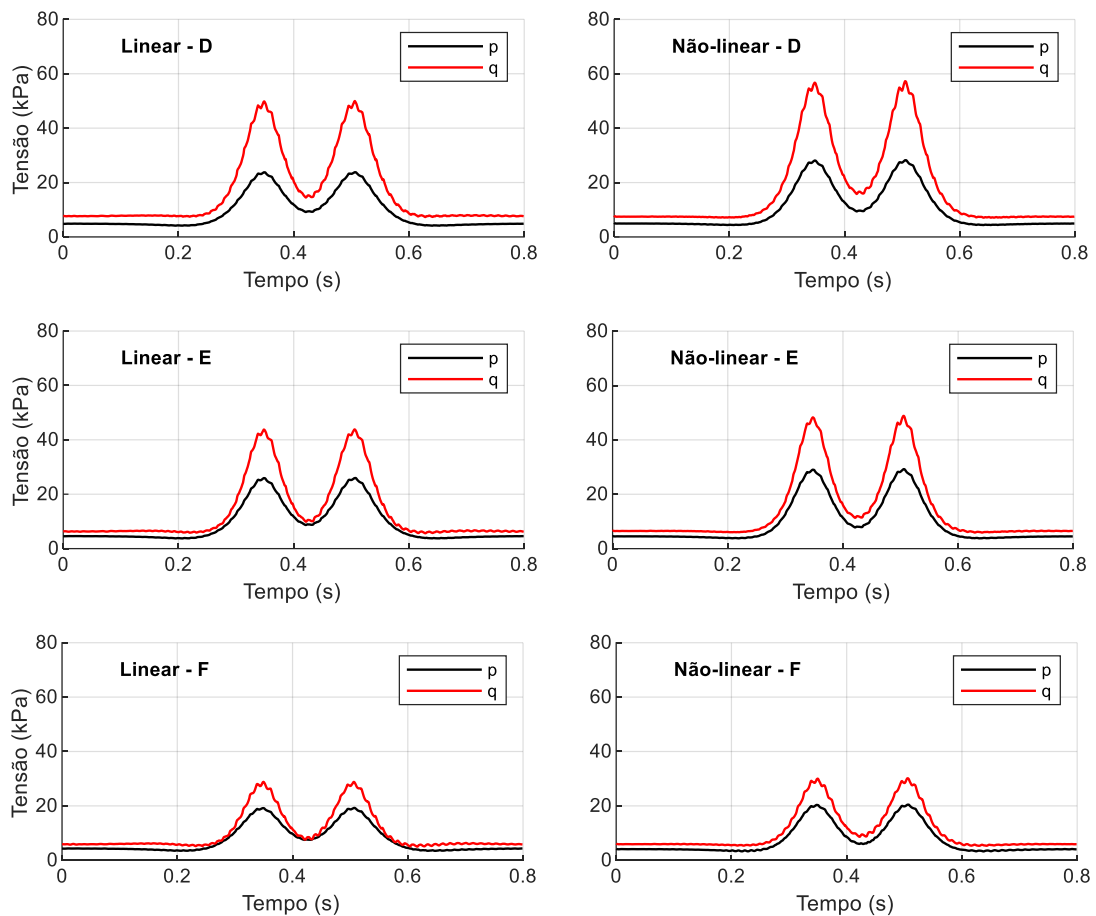 80
60
40
20
0
Tensão (kPa)
Linear - D
p
q
0 0.2 0.4 0.6 0.8
Tempo (s)
80
60
40
20
0
Não-linear - D
p
q
0 0.2 0.4 0.6 0.8
Tempo (s)
80
60
40
20
0
Tensão (kPa)
Linear - E
p
q
0 0.2 0.4 0.6 0.8
Tempo (s)
80
60
40
20
0
Não-linear - E
p
q
0 0.2 0.4 0.6 0.8
Tempo (s)
80
60
40
20
0
Tensão (kPa)
Linear - F
p
q
0 0.2 0.4 0.6 0.8
Tempo (s)
80
60
40
20
0
Não-linear - F
p
q
0 0.2 0.4 0.6 0.8
Tempo (s)